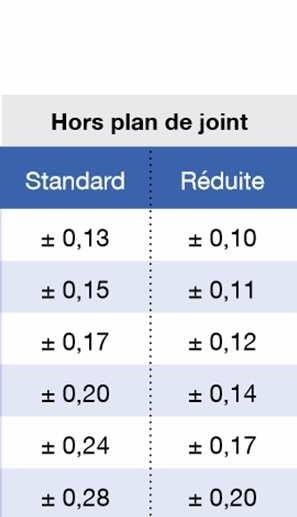 Hors plan de joint
Standard Réduite
± 0,13 ± 0,10
± 0,15 ± 0,11
± 0,17 ± 0,12
± 0,20 ± 0,14
± 0,24 ± 0,17
± 0,28 ± 0,20